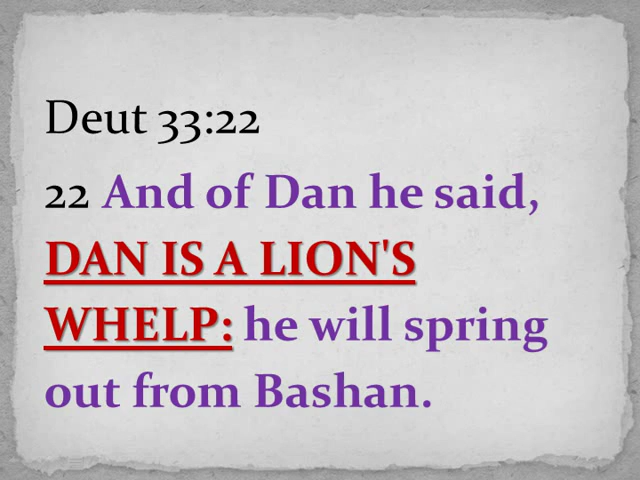 Deut 33:22
22 And of Dan he said,
DAN IS A LION'S
WHELP: he will spring
out from Bashan.